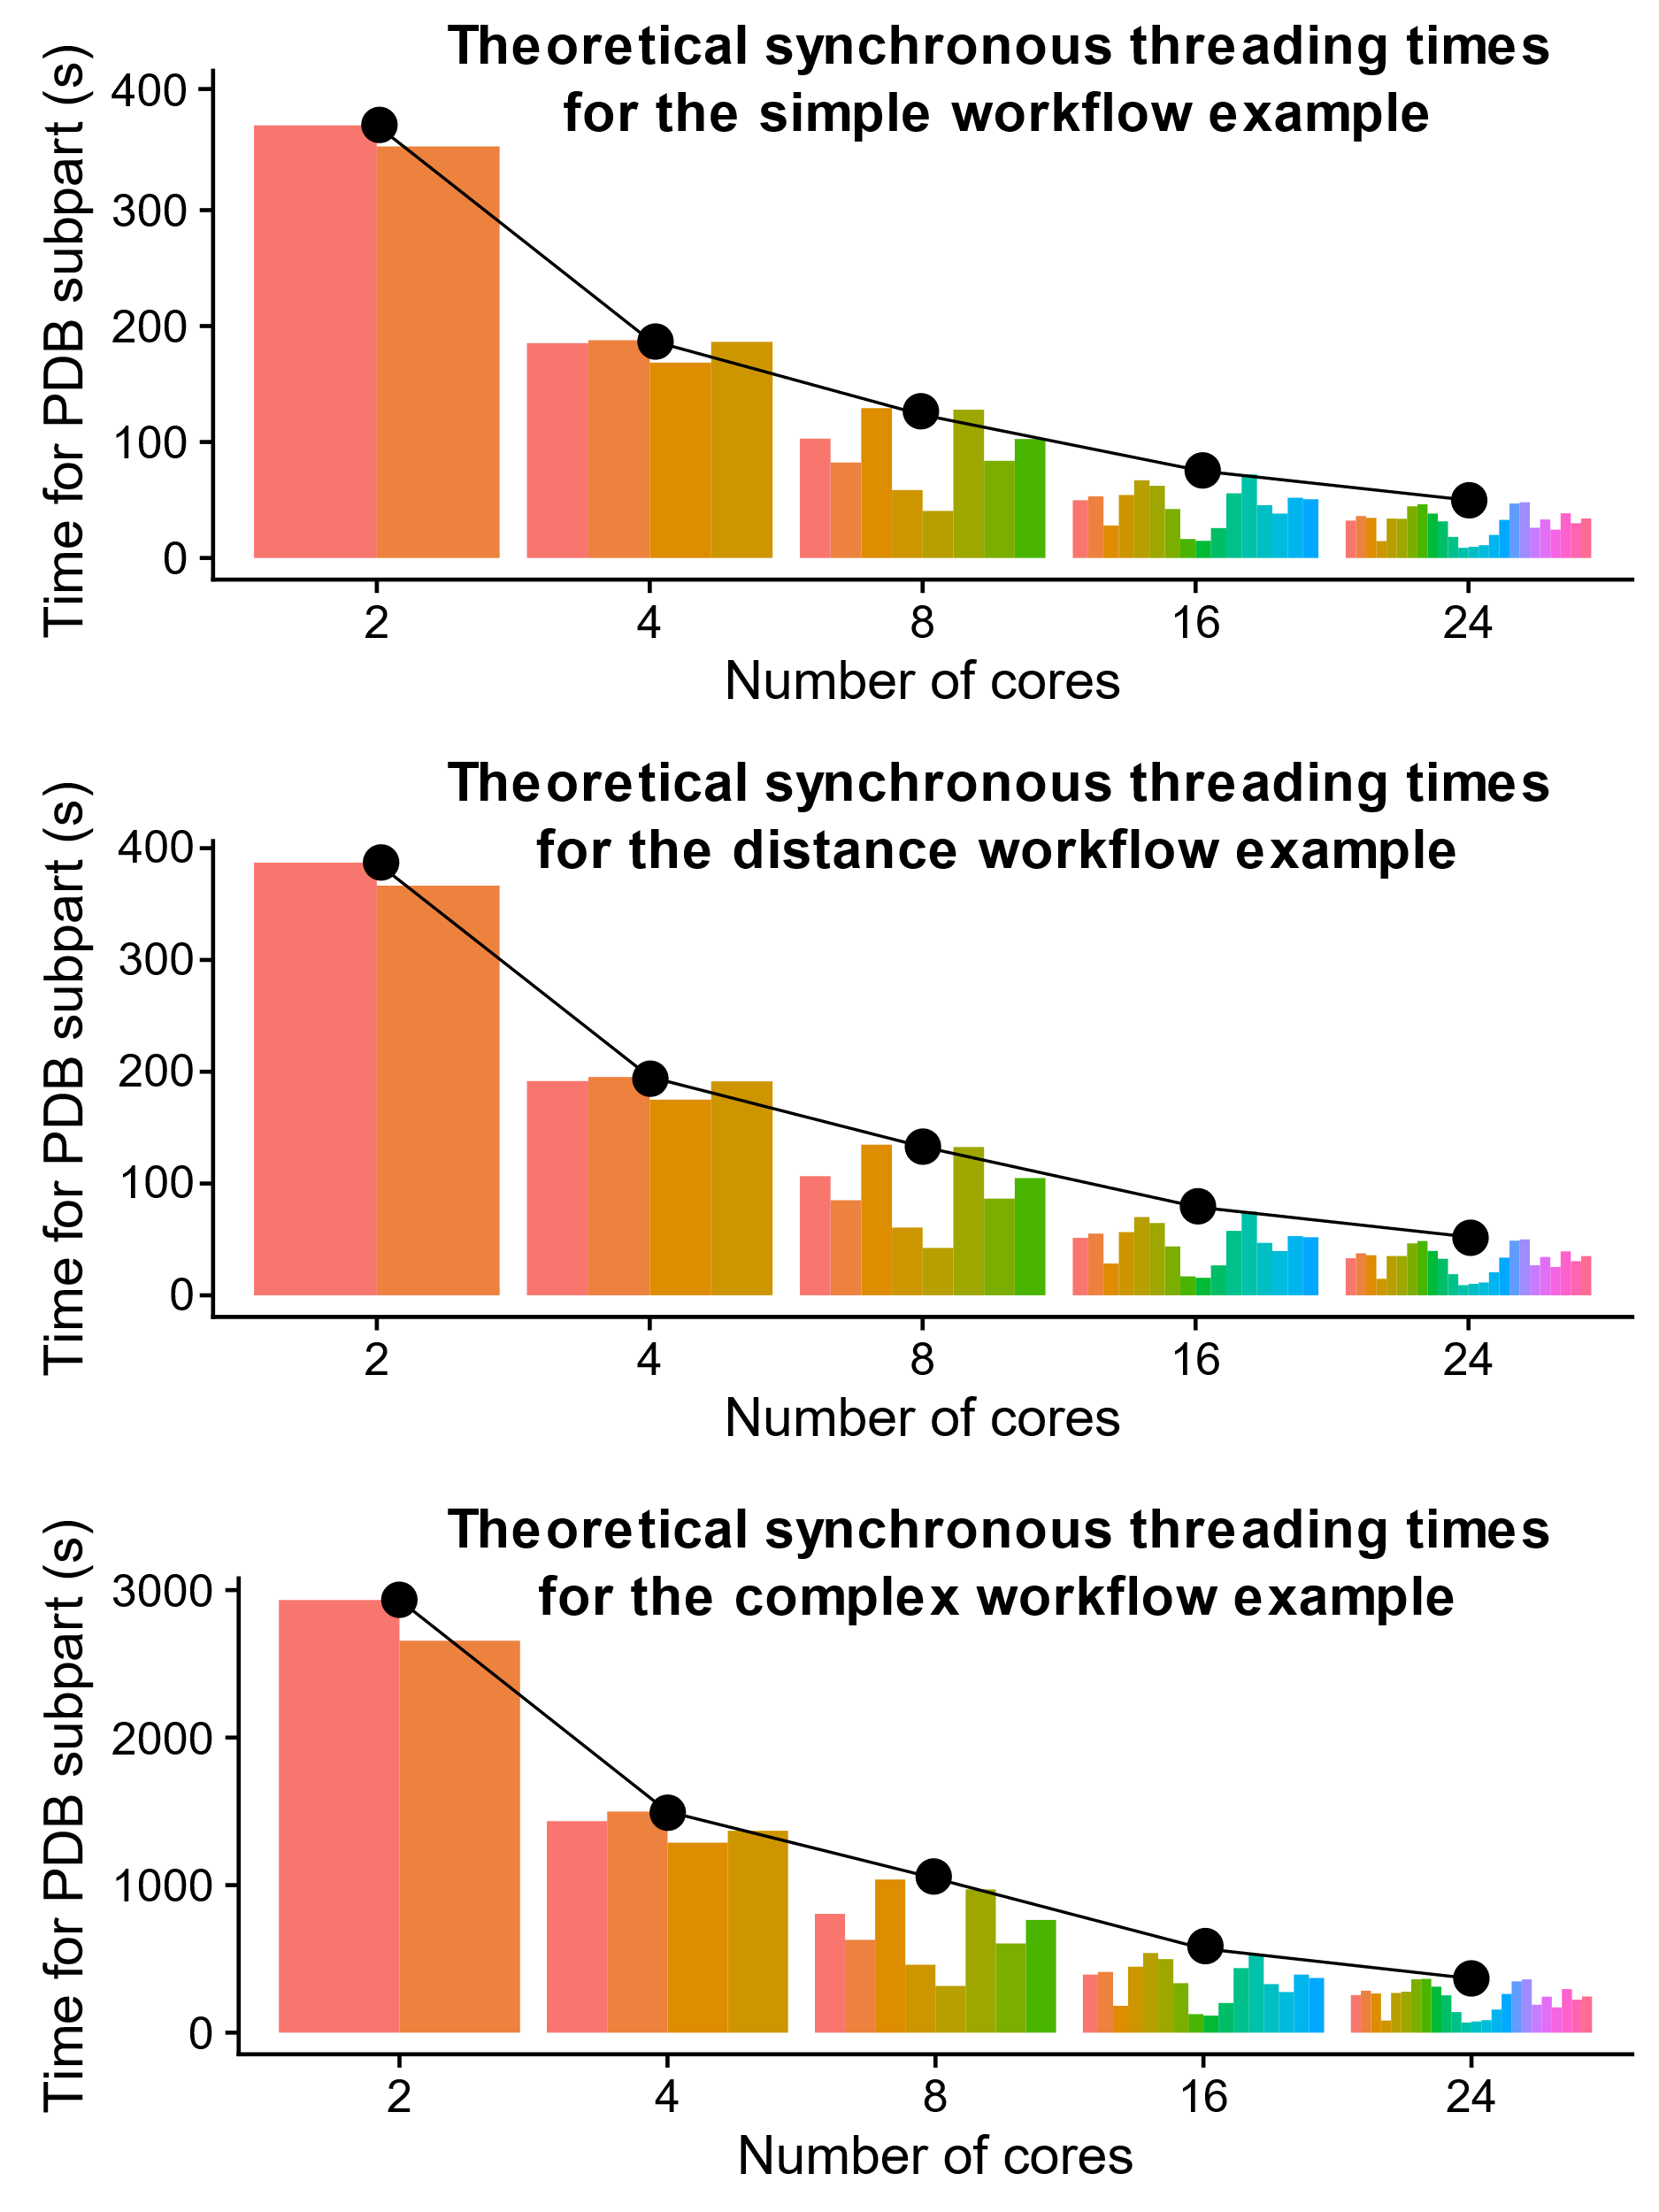 Theoretical synchronous threading times
for the simple workflow example
Time for PDB subpart (s)
400
300
200
100
0
2 4 8 16 24
Number of cores
Theoretical synchronous threading times
for the distance workflow example
Time for PDB subpart (s)
400
300
200
100
0
2 4 8 16 24
Number of cores
Theoretical synchronous threading times
for the complex workflow example
Time for PDB subpart (s)
3000
2000
1000
0
2 4 8 16 24
Number of cores